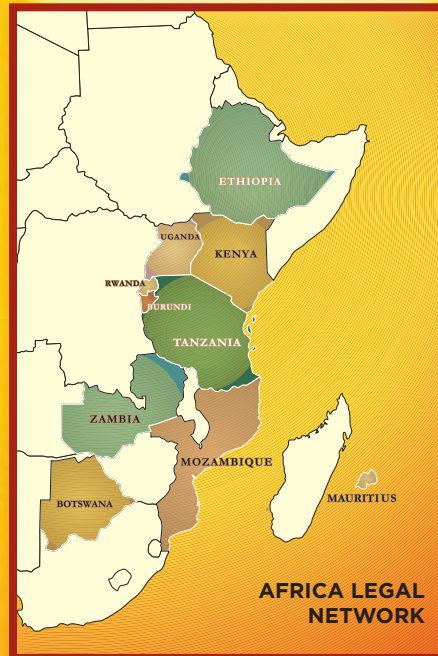 ETHIOPIA
UGANDA
KENYA
RWANDA
BURUNDI
TANZANIA
ZAMBIA
MOZAMBIQUE
MAURITIUS
BOTSWANA
AFRICA LEGAL
NETWORK